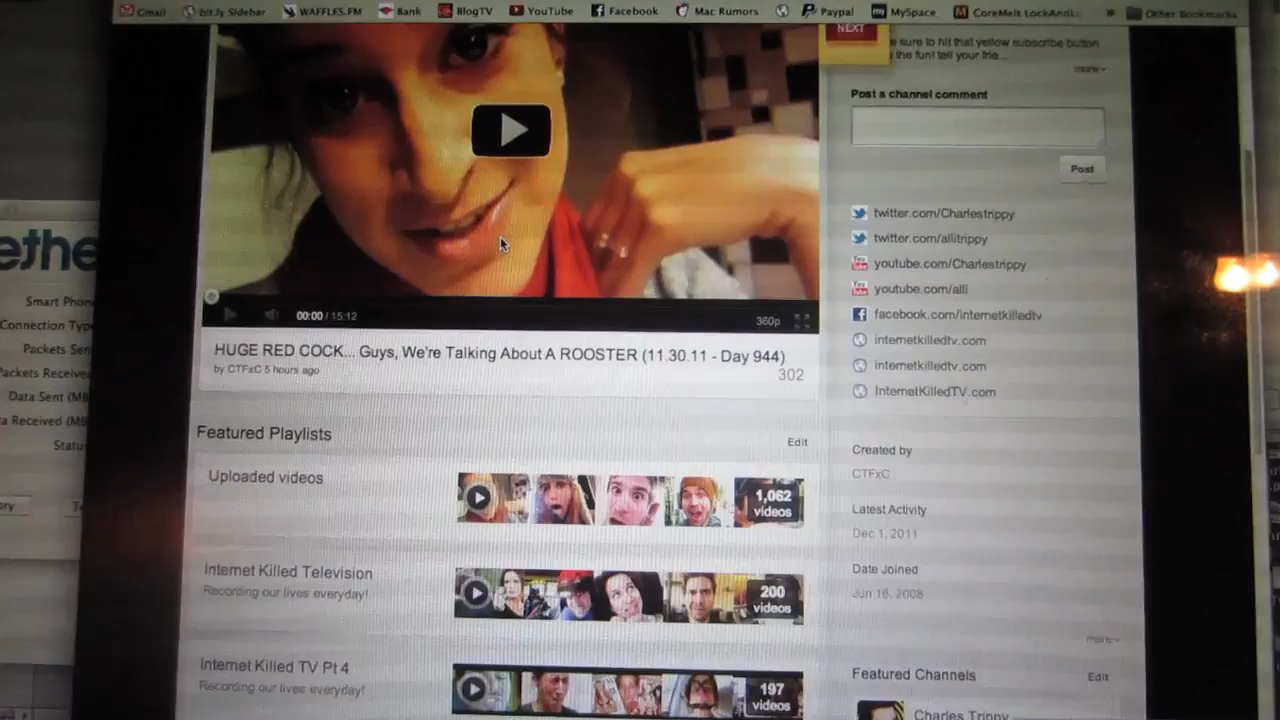 Gmail bit.ly Sidebar WAFFLES.FM Bank BlogTV YouTube Facebook Mac Rumors Paypal MySpace CoreMelt » Other Bookmarks
NEXT
sure to hit that yellow subscribe button
the fun! tell your frie...
more
Post a channel comment
Post
twitter.com/Charlestrippy
twitter.com/allitrippy
youtube.com/Charlestrippy
youtube.com/alli
facebook.com/internetkilledtv
internetkilledtv.com
internetkilledtv.com
InternetKilledTV.com
00:00 / 15:12
360p
HUGE RED COCK... Guys, We're Talking About A ROOSTER (11.30.11 - Day 944)
by CTFxC 5 hours ago
302
Featured Playlists
Edit
Uploaded videos
1,062
videos
Internet Killed Television
Recording our lives everyday!
200
videos
Internet Killed TV Pt 4
Recording our lives everyday!
197
videos
Created by
CTFxC
Latest Activity
Dec 1, 2011
Date Joined
Jun 16, 2008
more
Featured Channels
Edit
Charles Trippy
ethe
Smart Phon
Connection Typ
Packets Sen
Packets Received
Data Sent (MB
a Received (MB
Statu
ory